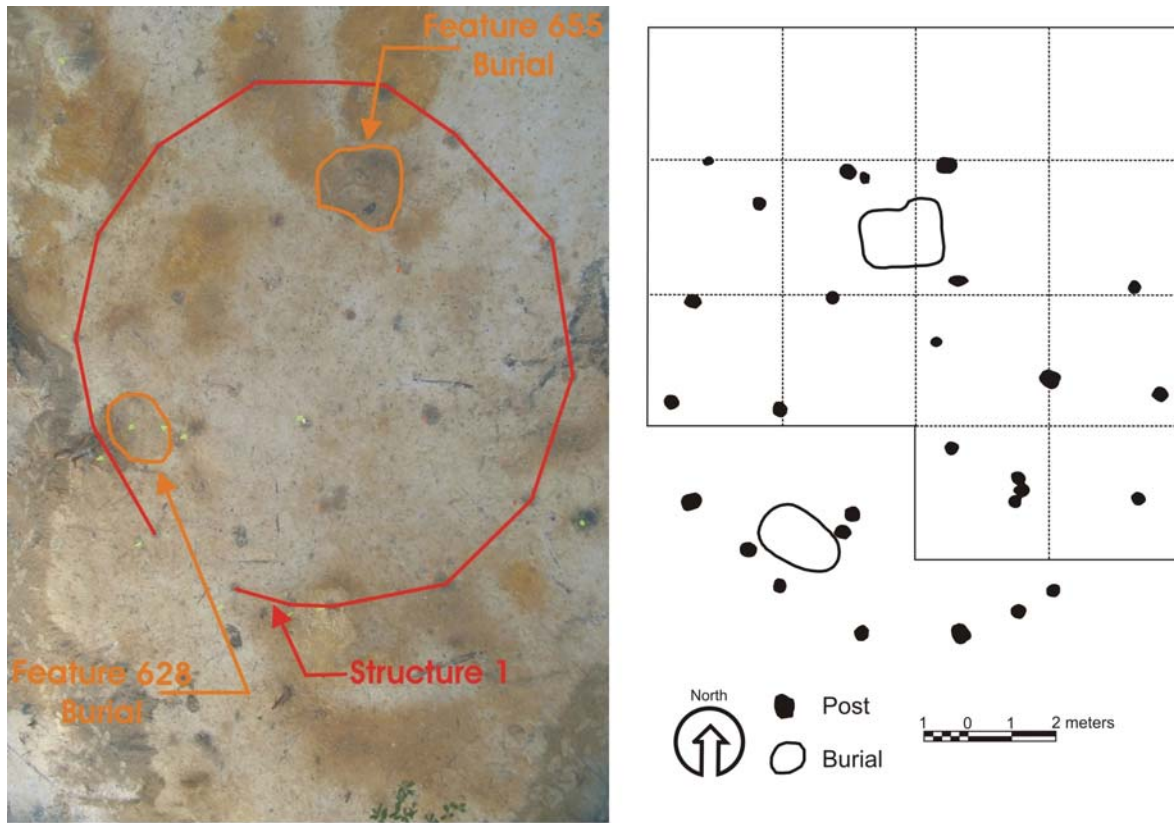 Feature 655
Burial
Feature 628
Burial
Structure 1
North
Post
Burial
1 0 1 2 meters